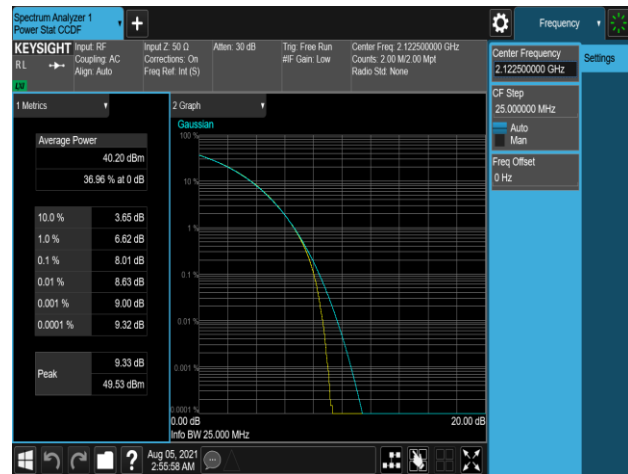 Spectrum Analyzer 1
Power Stat CCDF
Frequency
KEYSIGHT
Input: RF
Input Z: 50 Ω
Atten: 30 dB
Trig: Free Run
Center Freq: 2.122500000 GHz
RL
Coupling: AC
Corrections: On
#IF Gain: Low
Counts: 2.00 M/2.00 Mpt
Align: Auto
Freq Ref: Int (S)
Radio Std: None
LW
Center Frequency
2.122500000 GHz
Settings
CF Step
25.000000 MHz
Auto
Man
Freq Offset
0 Hz
1 Metrics
Average Power
40.20 dBm
36.96 % at 0 dB
10.0 % 3.65 dB
1.0 % 6.62 dB
0.1 % 8.01 dB
0.01 % 8.63 dB
0.001 % 9.00 dB
0.0001 % 9.32 dB
Peak
9.33 dB
49.53 dBm
2 Graph
Gaussian
100 %
10 %
1 %
0.1 %
0.01 %
0.001 %
0.0001 %
0.00 dB
20.00 dB
Info BW 25.000 MHz
?
Aug 05, 2021
2:55:58 AM